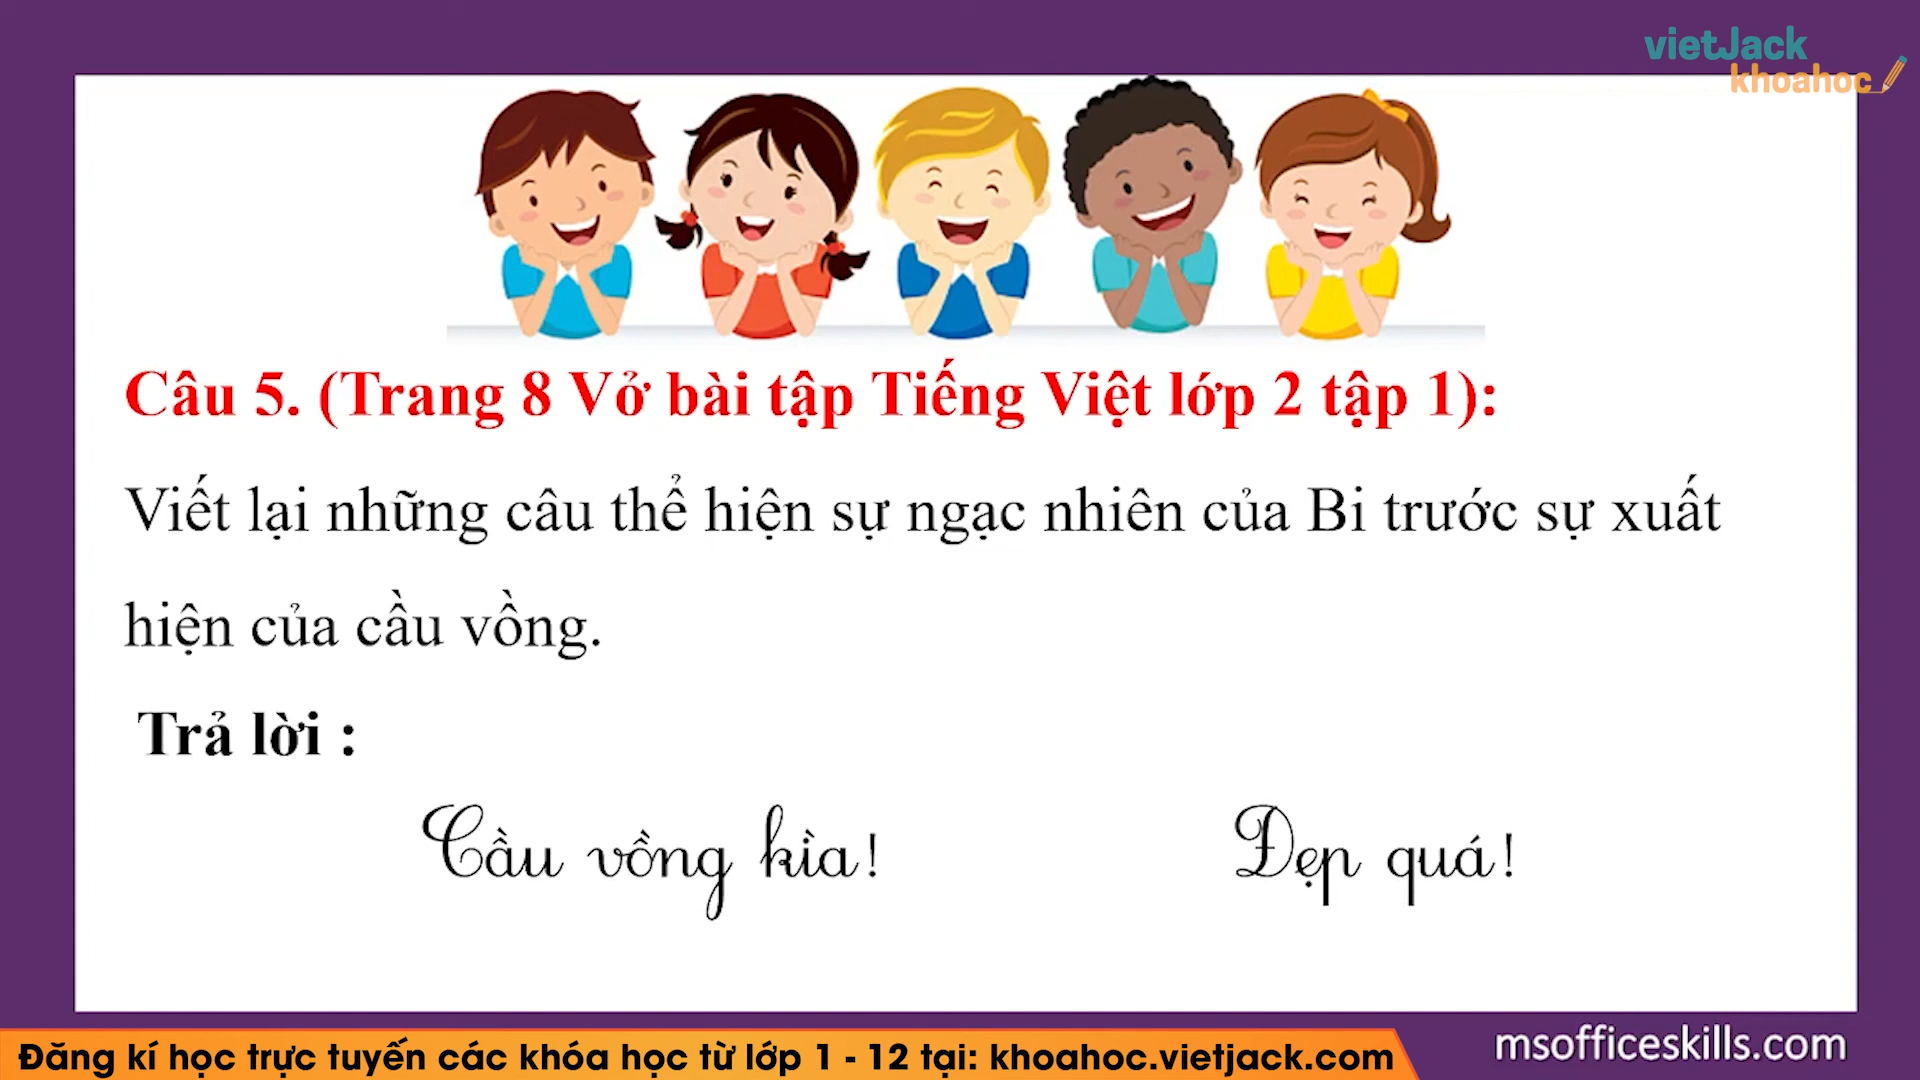 vietJack
khoahoc
Câu 5. (Trang 8 Vở bài tập Tiếng Việt lớp 2 tập 1):
Viết lại những câu thể hiện sự ngạc nhiên của Bi trước sự xuất
hiện của cầu vồng.
Trả lời :
Cầu vồng kìa! Đẹp quá!
Đăng kí học trực tuyến các khóa học từ lớp 1 - 12 tại: khoahoc.vietjack.com
msofficeskills.com